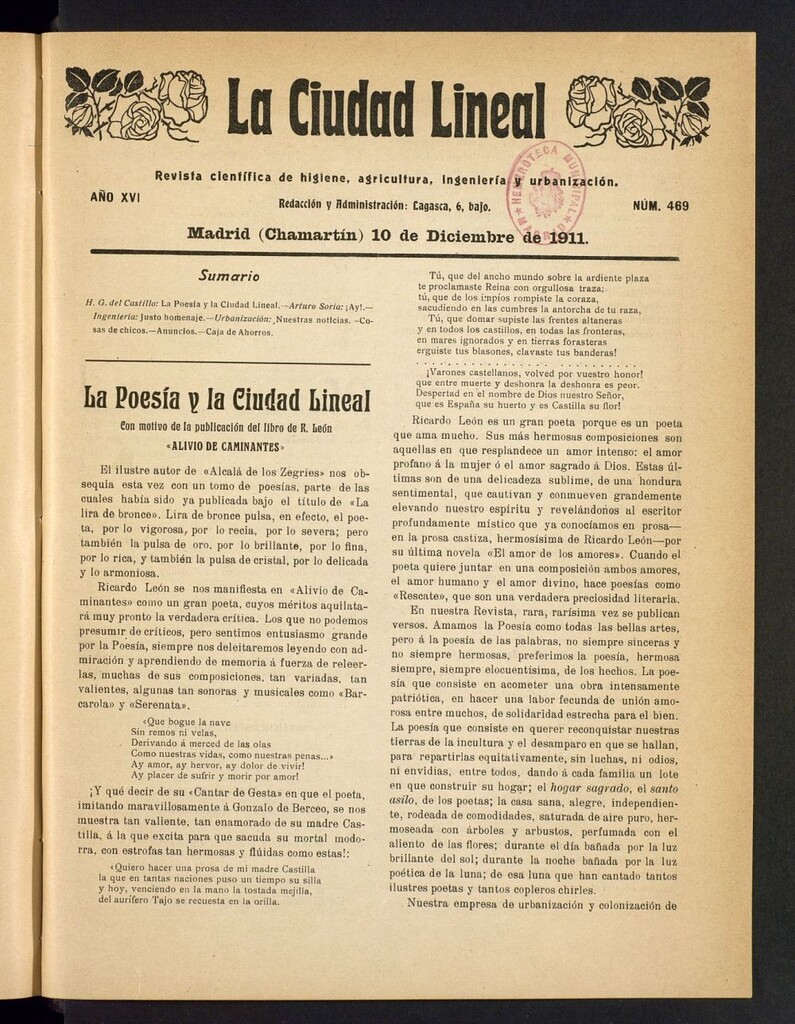 La Ciudad Lineal
Revista científica de higiene, agricultura, ingeniería y urbanización.
AÑO XVI
Redacción y Administración: Lagasca, 6, bajo.
NÚM. 469
HEMEROTECA MUNICIPAL
MADRID
Madrid (Chamartín) 10 de Diciembre de 1911.
Sumario
H. G. del Castillo: La Poesía y la Ciudad Lineal.—Arturo Soria: ¡Ay!.—
Ingeniería: Justo homenaje.—Urbanización: Nuestras noticias. —Co-
sas de chicos.—Anuncios.—Caja de Ahorros.
La Poesía y la Ciudad Lineal
Con motivo de la publicación del libro de R. León
«ALIVIO DE CAMINANTES»
El ilustre autor de «Alcalá de los Zegríes» nos ob-
sequia esta vez con un tomo de poesías, parte de las
cuales había sido ya publicada bajo el título de «La
lira de bronce». Lira de bronce pulsa, en efecto, el poe-
ta, por lo vigorosa, por lo recia, por lo severa; pero
también la pulsa de oro, por lo brillante, por lo fina,
por lo rica, y también la pulsa de cristal, por lo delicada
y lo armoniosa.
Ricardo León se nos manifiesta en «Alivio de Ca-
minantes» como un gran poeta, cuyos méritos aquilata-
rá muy pronto la verdadera crítica. Los que no podemos
presumir de críticos, pero sentimos entusiasmo grande
por la Poesía, siempre nos deleitaremos leyendo con ad-
miración y aprendiendo de memoria á fuerza de releer-
las, muchas de sus composiciones, tan variadas, tan
valientes, algunas tan sonoras y musicales como «Bar-
carola» y «Serenata».
«Que bogue la nave
Sin remos ni velas,
Derivando á merced de las olas
Como nuestras vidas, como nuestras penas...»
Ay amor, ay hervor, ay dolor de vivir!
Ay placer de sufrir y morir por amor!
¡Y qué decir de su «Cantar de Gesta» en que el poeta,
imitando maravillosamente á Gonzalo de Berceo, se nos
muestra tan valiente, tan enamorado de su madre Cas-
tilla, á la que excita para que sacuda su mortal modo-
rra, con estrofas tan hermosas y flúidas como estas!:
«Quiero hacer una prosa de mi madre Castilla
la que en tantas naciones puso un tiempo su silla
y hoy, venciendo en la mano la tostada mejilla,
del aurífero Tajo se recuesta en la orilla.
Tú, que del ancho mundo sobre la ardiente plaza
te proclamaste Reina con orgullosa traza;
tú, que de los impíos rompiste la coraza,
sacudiendo en las cumbres la antorcha de tu raza,
Tú, que domar supiste las frentes altaneras
y en todos los castillos, en todas las fronteras,
en mares ignorados y en tierras forasteras
erguiste tus blasones, clavaste tus banderas!
. . . . . . . . . . . . . . . . . . . . . . . . .
¡Varones castellanos, volved por vuestro honor!
que entre muerte y deshonra la deshonra es peor.
Despertad en el nombre de Dios nuestro Señor,
que es España su huerto y es Castilla su flor!
Ricardo León es un gran poeta porque es un poeta
que ama mucho. Sus más hermosas composiciones son
aquellas en que resplandece un amor intenso: el amor
profano á la mujer ó el amor sagrado á Dios. Estas úl-
timas son de una delicadeza sublime, de una hondura
sentimental, que cautivan y conmueven grandemente
elevando nuestro espíritu y revelándonos al escritor
profundamente místico que ya conocíamos en prosa—
en la prosa castiza, hermosísima de Ricardo León—por
su última novela «El amor de los amores». Cuando el
poeta quiere juntar en una composición ambos amores,
el amor humano y el amor divino, hace poesías como
«Rescate», que son una verdadera preciosidad literaria.
En nuestra Revista, rara, rarísima vez se publican
versos. Amamos la Poesía como todas las bellas artes,
pero á la poesía de las palabras, no siempre sinceras y
no siempre hermosas, preferimos la poesía, hermosa
siempre, siempre elocuentísima, de los hechos. La poe-
sía que consiste en acometer una obra intensamente
patriótica, en hacer una labor fecunda de unión amo-
rosa entre muchos, de solidaridad estrecha para el bien.
La poesía que consiste en querer reconquistar nuestras
tierras de la incultura y el desamparo en que se hallan,
para repartirlas equitativamente, sin luchas, ni odios,
ni envidias, entre todos, dando á cada familia un lote
en que construir su hogar; el hogar sagrado, el santo
asilo, de los poetas; la casa sana, alegre, independien-
te, rodeada de comodidades, saturada de aire puro, her-
moseada con árboles y arbustos, perfumada con el
aliento de las flores; durante el día bañada por la luz
brillante del sol; durante la noche bañada por la luz
poética de la luna; de esa luna que han cantado tantos
ilustres poetas y tantos copleros chirles.
Nuestra empresa de urbanización y colonización de